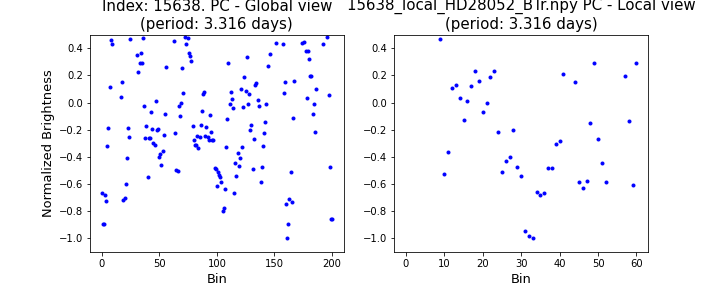 Index: 15638. PC - Global view
(period: 3.316 days)
15638_local_HD28052_BTr.npy PC - Local view
(period: 3.316 days)
Normalized Brightness
0.4
0.2
0.0
−0.2
−0.4
−0.6
−0.8
−1.0
0 50 100 150 200
Bin
0.4
0.2
0.0
−0.2
−0.4
−0.6
−0.8
−1.0
0 10 20 30 40 50 60
Bin